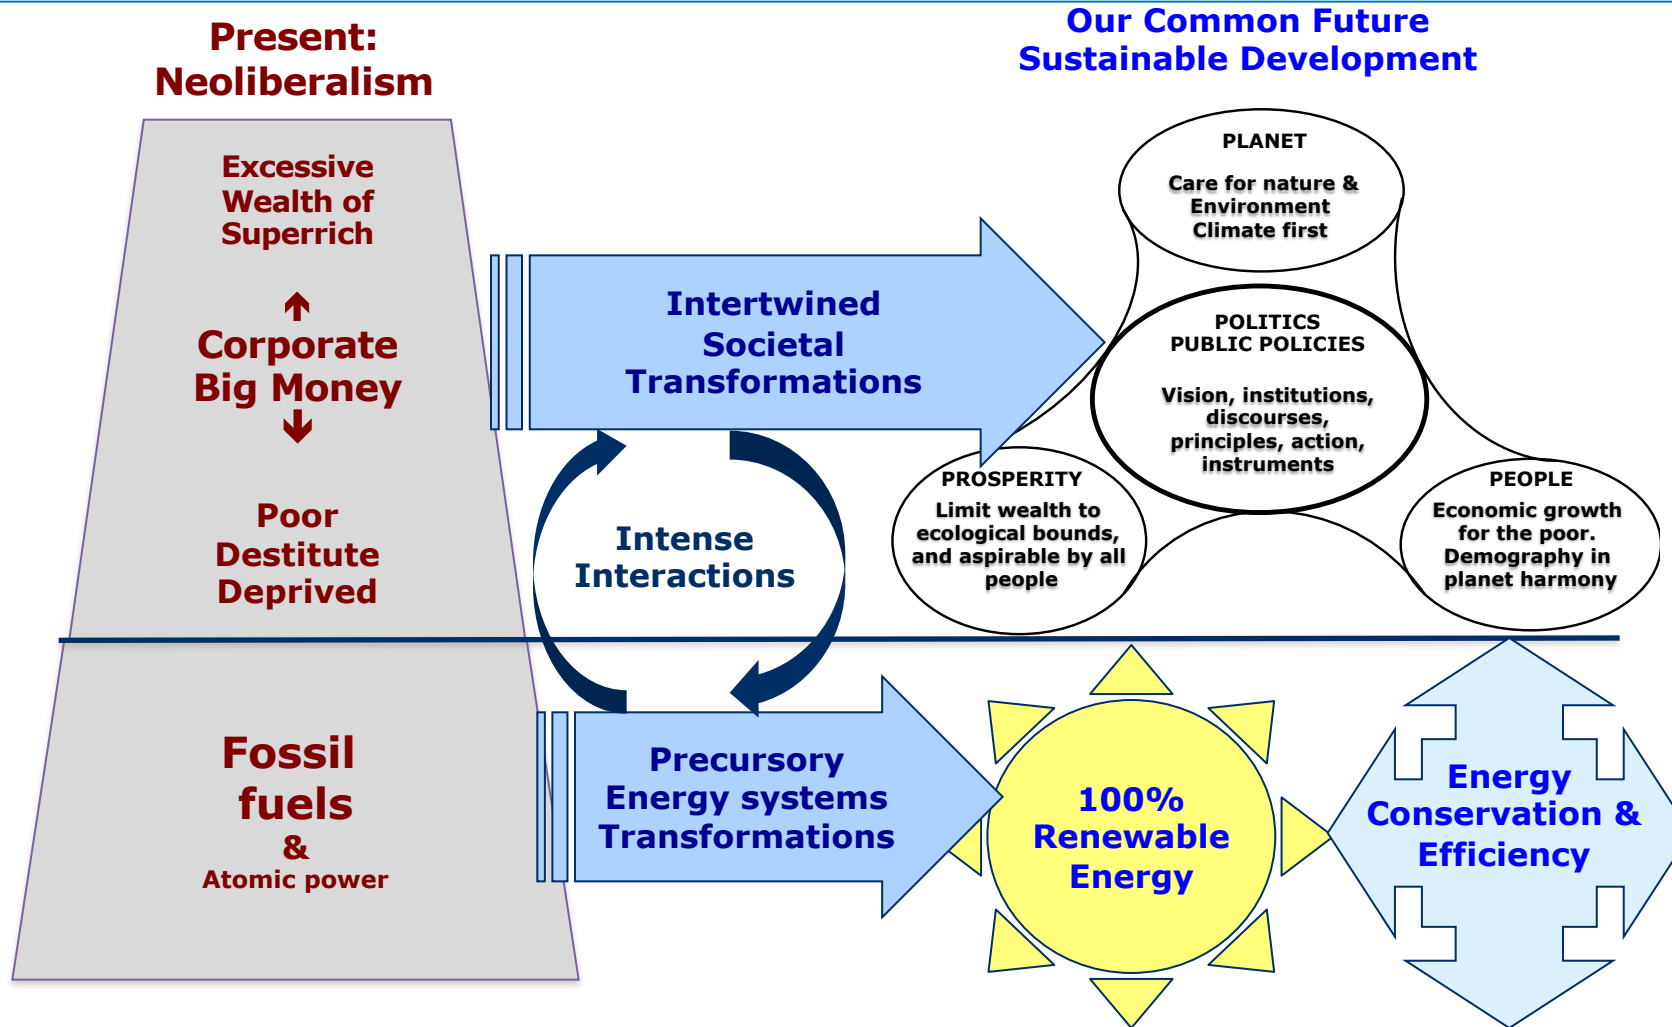 Present:
Neoliberalism
Excessive
Wealth of
Superrich
Corporate
Big Money
Poor
Destitute
Deprived
Fossil
fuels
&
Atomic power
Intertwined
Societal
Transformations
Intense
Interactions
Precursory
Energy systems
Transformations
Our Common Future
Sustainable Development
PLANET
Care for nature &
Environment
Climate first
POLITICS
PUBLIC POLICIES
Vision, institutions,
discourses,
principles, action,
instruments
PROSPERITY
Limit wealth to
ecological bounds,
and aspirable by all
people
PEOPLE
Economic growth
for the poor.
Demography in
planet harmony
100%
Renewable
Energy
Energy
Conservation &
Efficiency